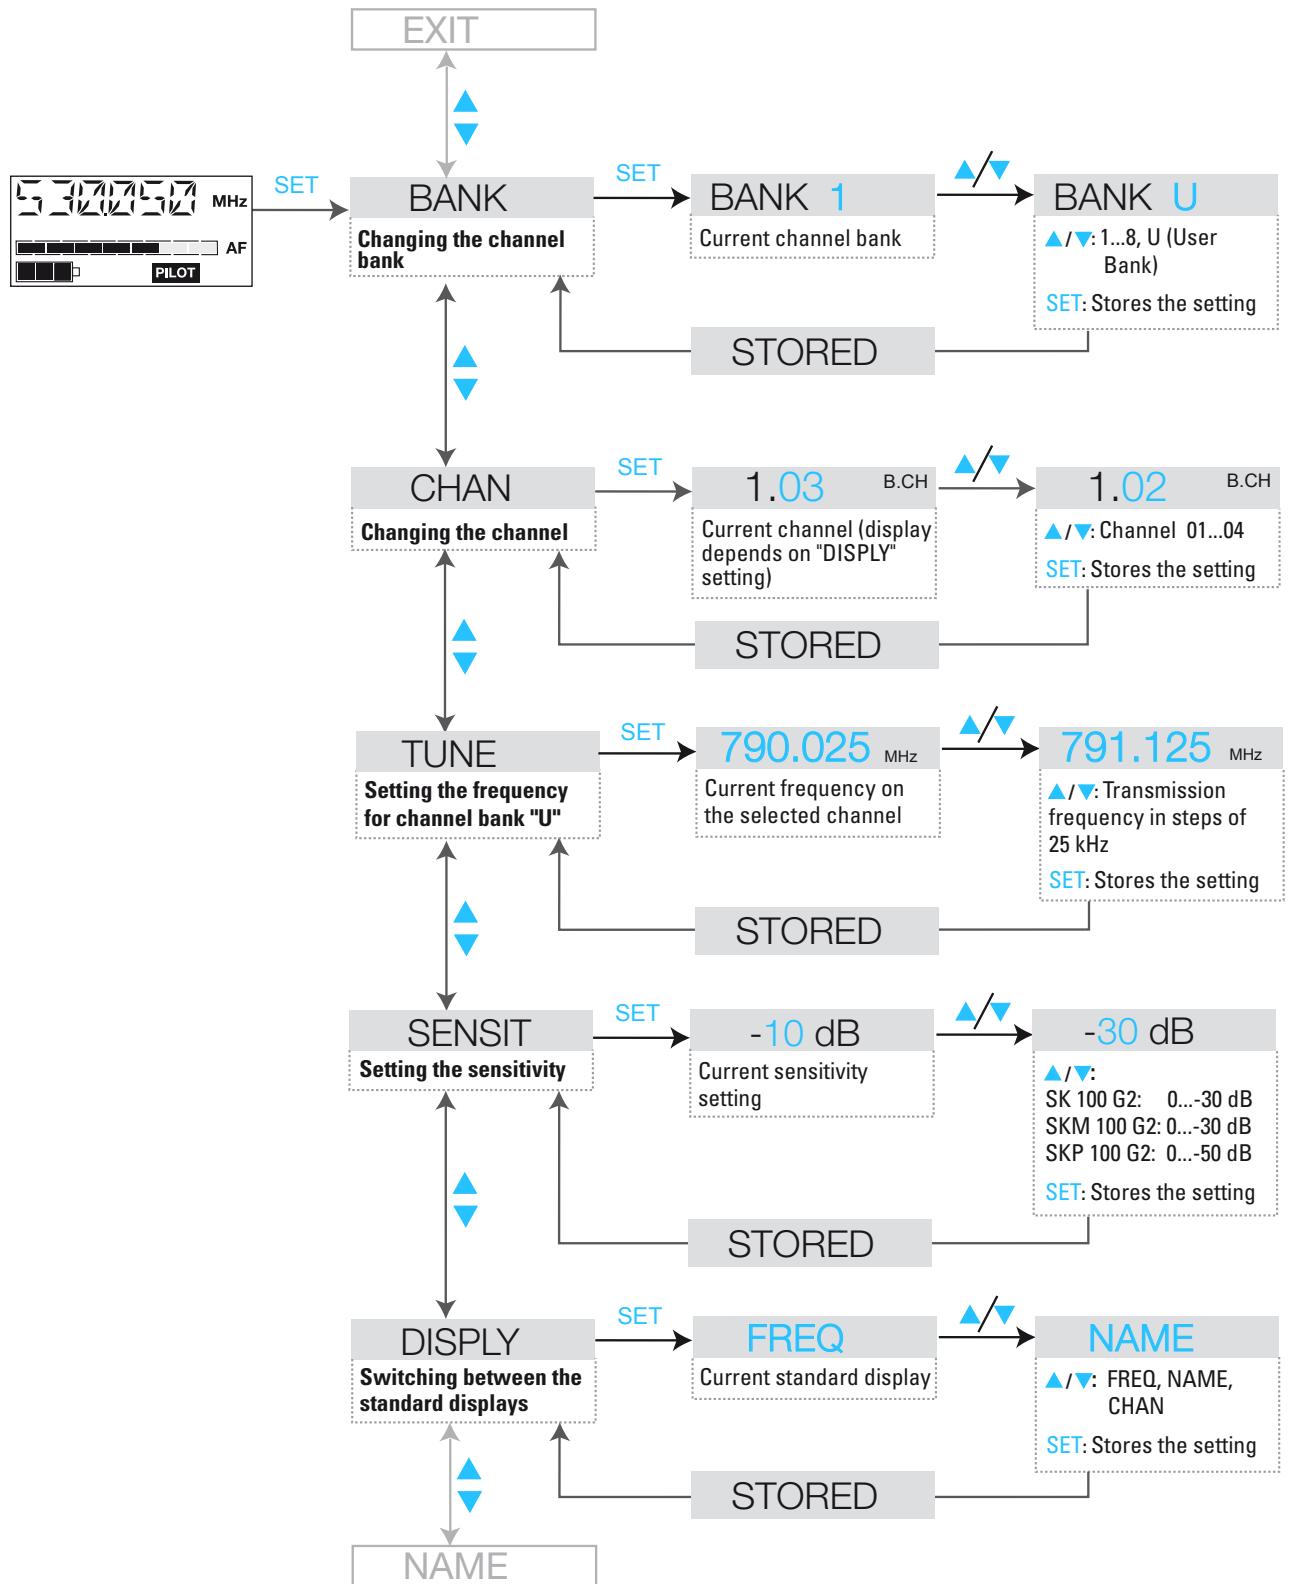 EXIT
530.050 MHz
AF
PILOT
SET
BANK
Changing the channel
bank
SET
BANK 1
Current channel bank
▲/▼
BANK U
▲/▼: 1...8, U (User
Bank)
SET: Stores the setting
STORED
CHAN
Changing the channel
SET
1.03 B.CH
Current channel (display
depends on "DISPLY"
setting)
▲/▼
1.02 B.CH
▲/▼: Channel 01...04
SET: Stores the setting
STORED
TUNE
Setting the frequency
for channel bank "U"
SET
790.025 MHz
Current frequency on
the selected channel
▲/▼
791.125 MHz
▲/▼: Transmission
frequency in steps of
25 kHz
SET: Stores the setting
STORED
SENSIT
Setting the sensitivity
SET
-10 dB
Current sensitivity
setting
▲/▼
-30 dB
▲/▼:
SK 100 G2: 0...-30 dB
SKM 100 G2: 0...-30 dB
SKP 100 G2: 0...-50 dB
SET: Stores the setting
STORED
DISPLY
Switching between the
standard displays
SET
FREQ
Current standard display
▲/▼
NAME
▲/▼: FREQ, NAME,
CHAN
SET: Stores the setting
STORED
NAME